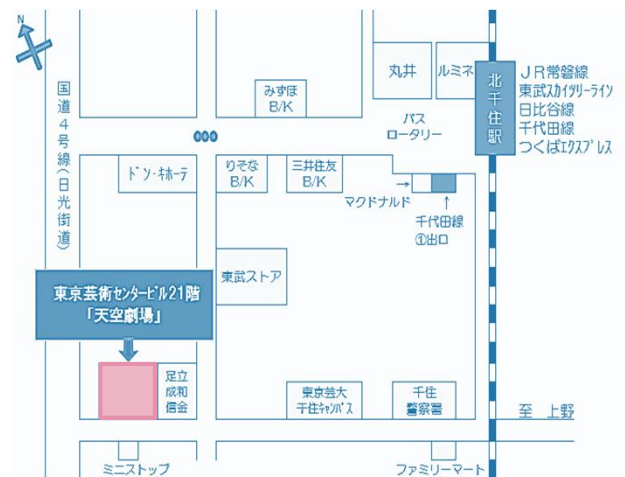 N
国道4号線(日光街道)
みずほ
B/K
丸井
ルミネ
北千住駅
JR常磐線
東武スカイツリーライン
日比谷線
千代田線
つくばエクスプレス
バス
ロータリー
ドン・キホーテ
りそな
B/K
三井住友
B/K
→
マクドナルド
↑
千代田線
①出口
東武ストア
東京芸術センタービル21階
「天空劇場」
足立
成和
信金
東京芸大
千住キャンパス
千住
警察署
至 上野
ミニストップ
ファミリーマート